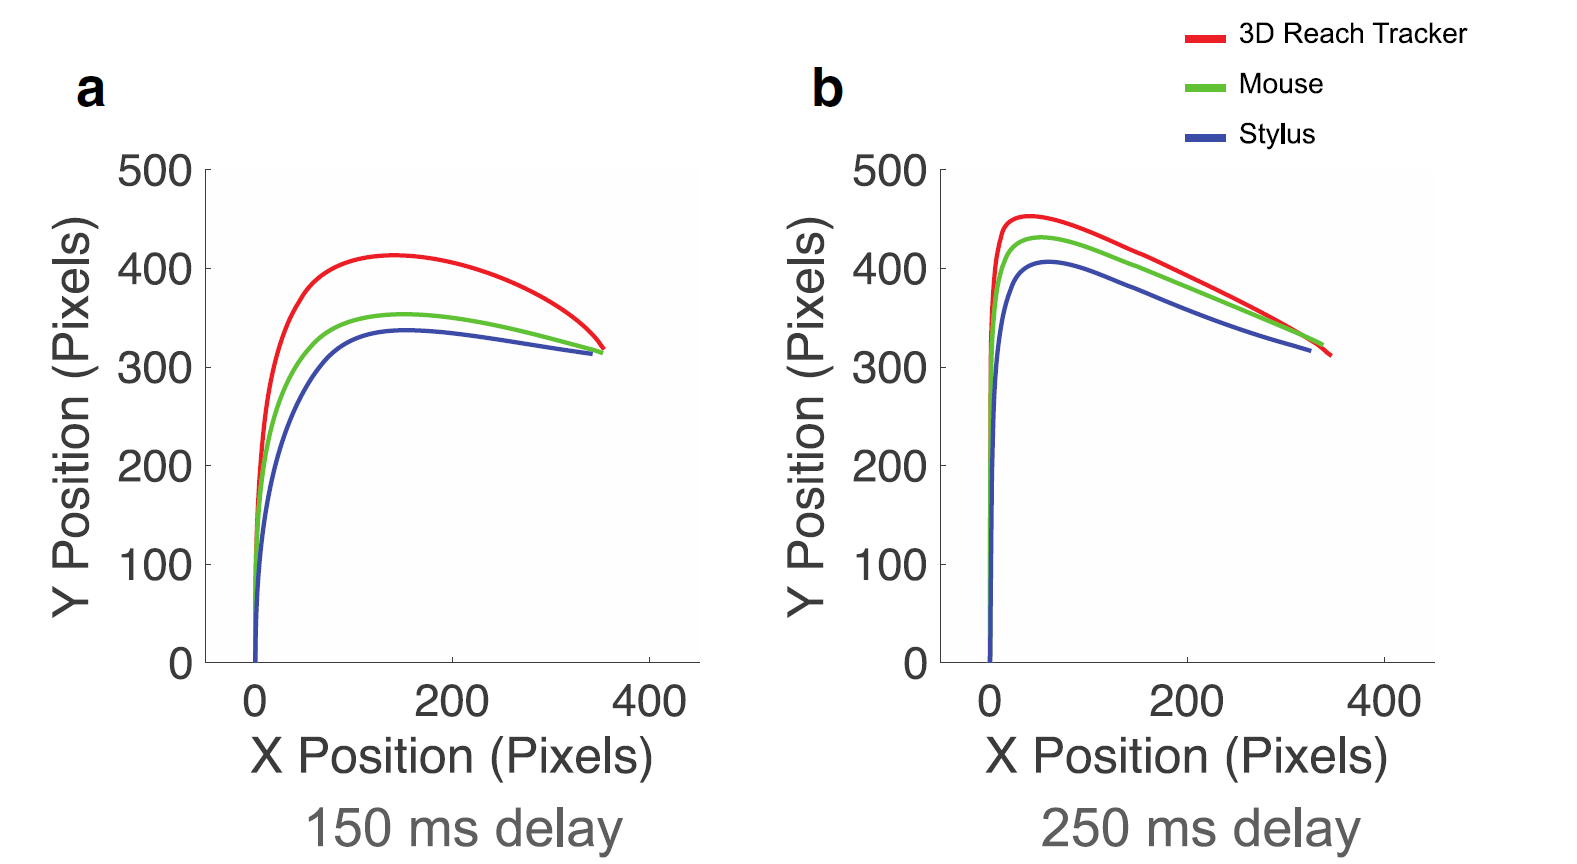 3D Reach Tracker
Mouse
Stylus
a
500
400
300
200
100
0
Y Position (Pixels)
0 200 400
X Position (Pixels)
150 ms delay
b
500
400
300
200
100
0
Y Position (Pixels)
0 200 400
X Position (Pixels)
250 ms delay